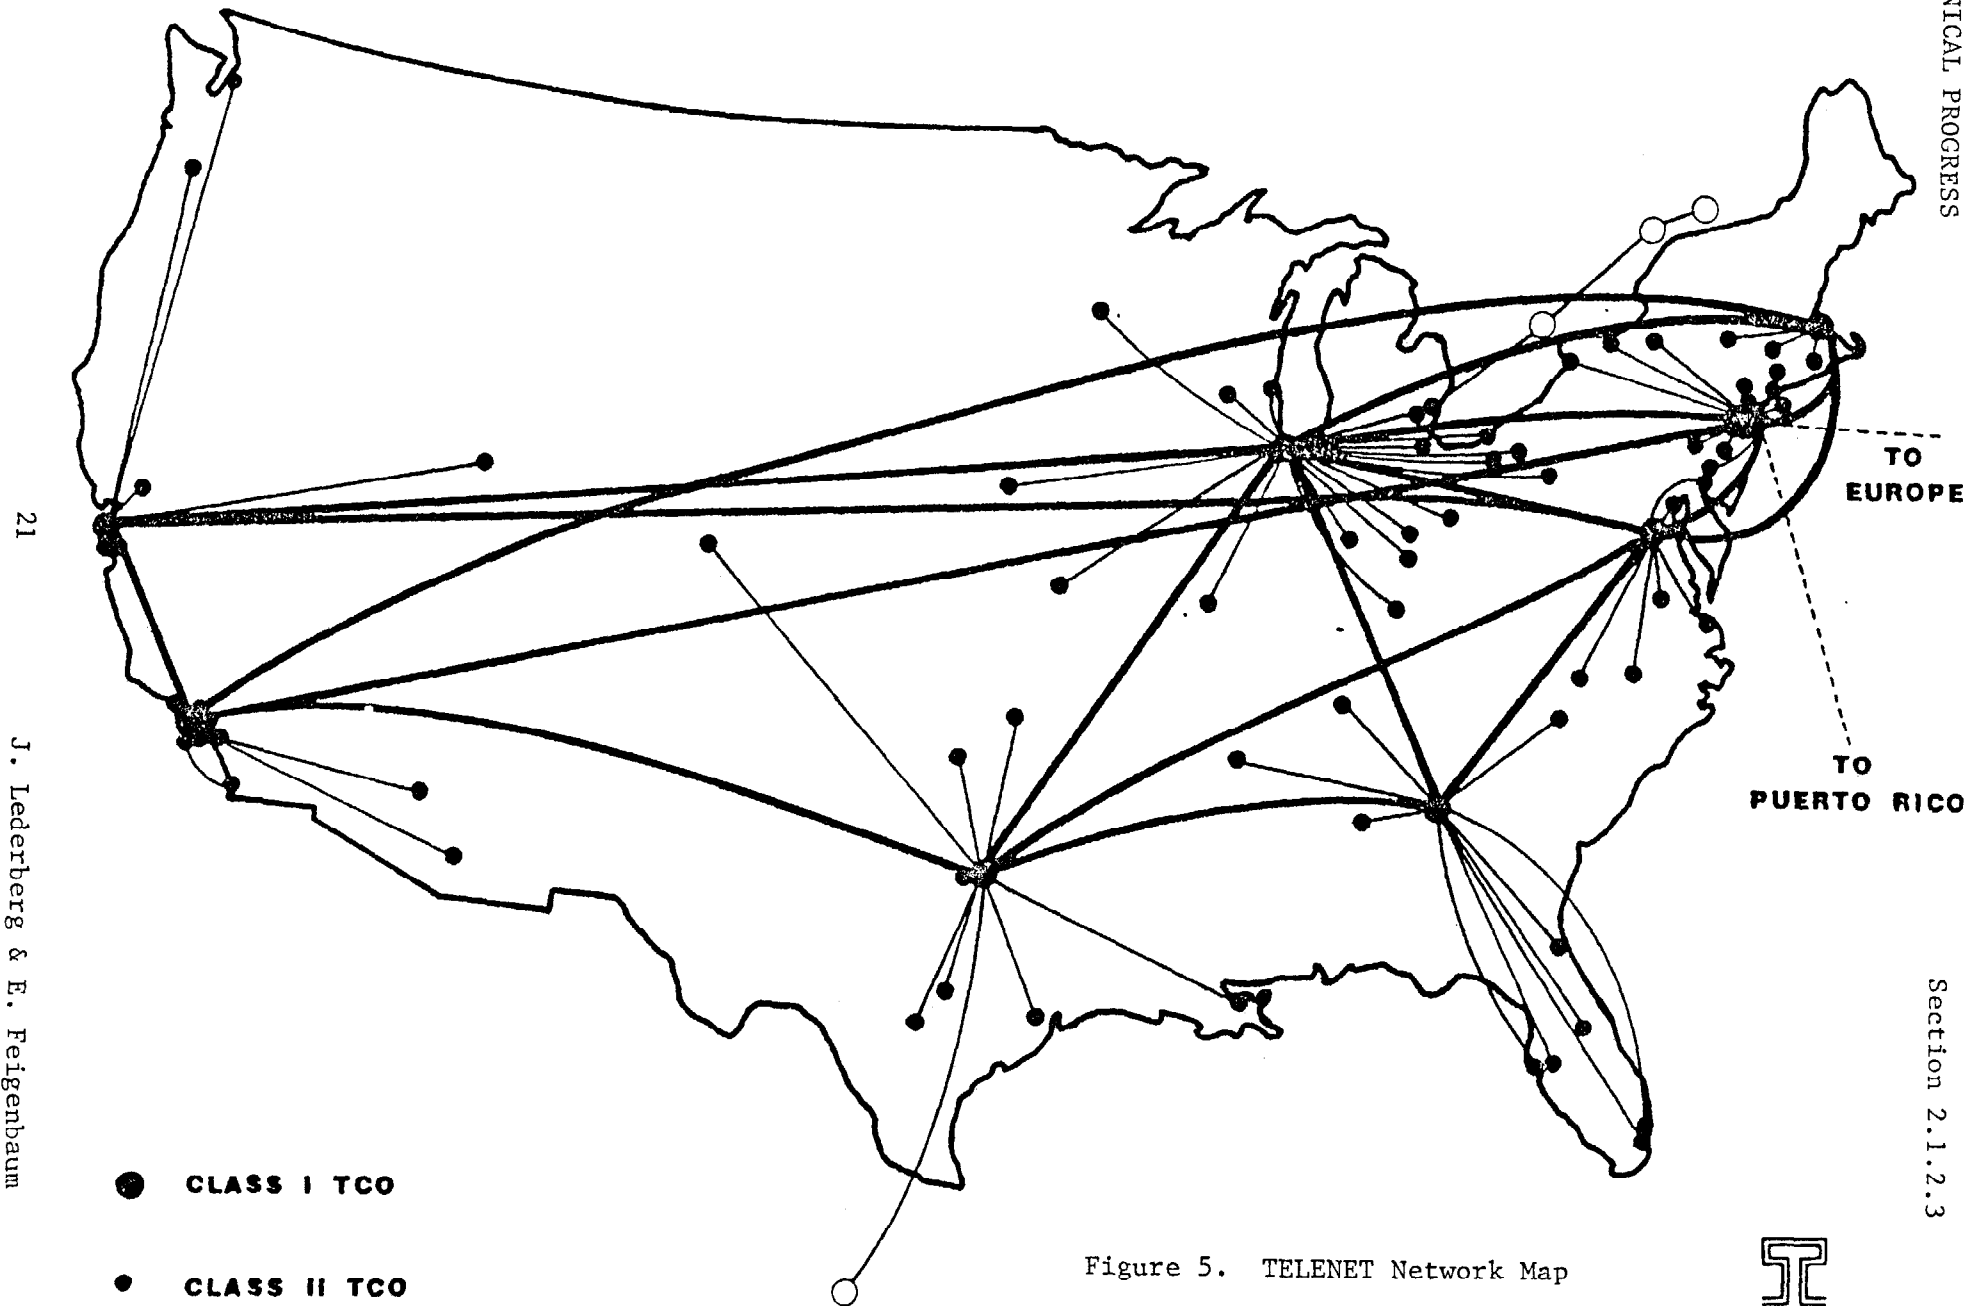 NICAL PROGRESS
Section 2.1.2.3
TO
EUROPE
TO
PUERTO RICO
CLASS I TCO
CLASS II TCO
Figure 5. TELENET Network Map
21
J. Lederberg & E. Feigenbaum